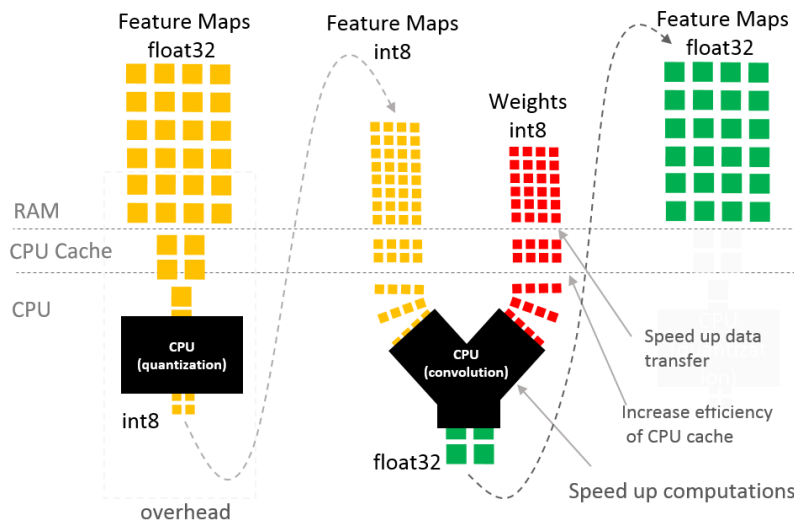 Feature Maps
float32
Feature Maps
int8
Feature Maps
float32
Weights
int8
RAM
CPU Cache
CPU
CPU
(quantization)
CPU
(convolution)
Speed up data
transfer
int8
Increase efficiency
of CPU cache
float32
Speed up computations
overhead